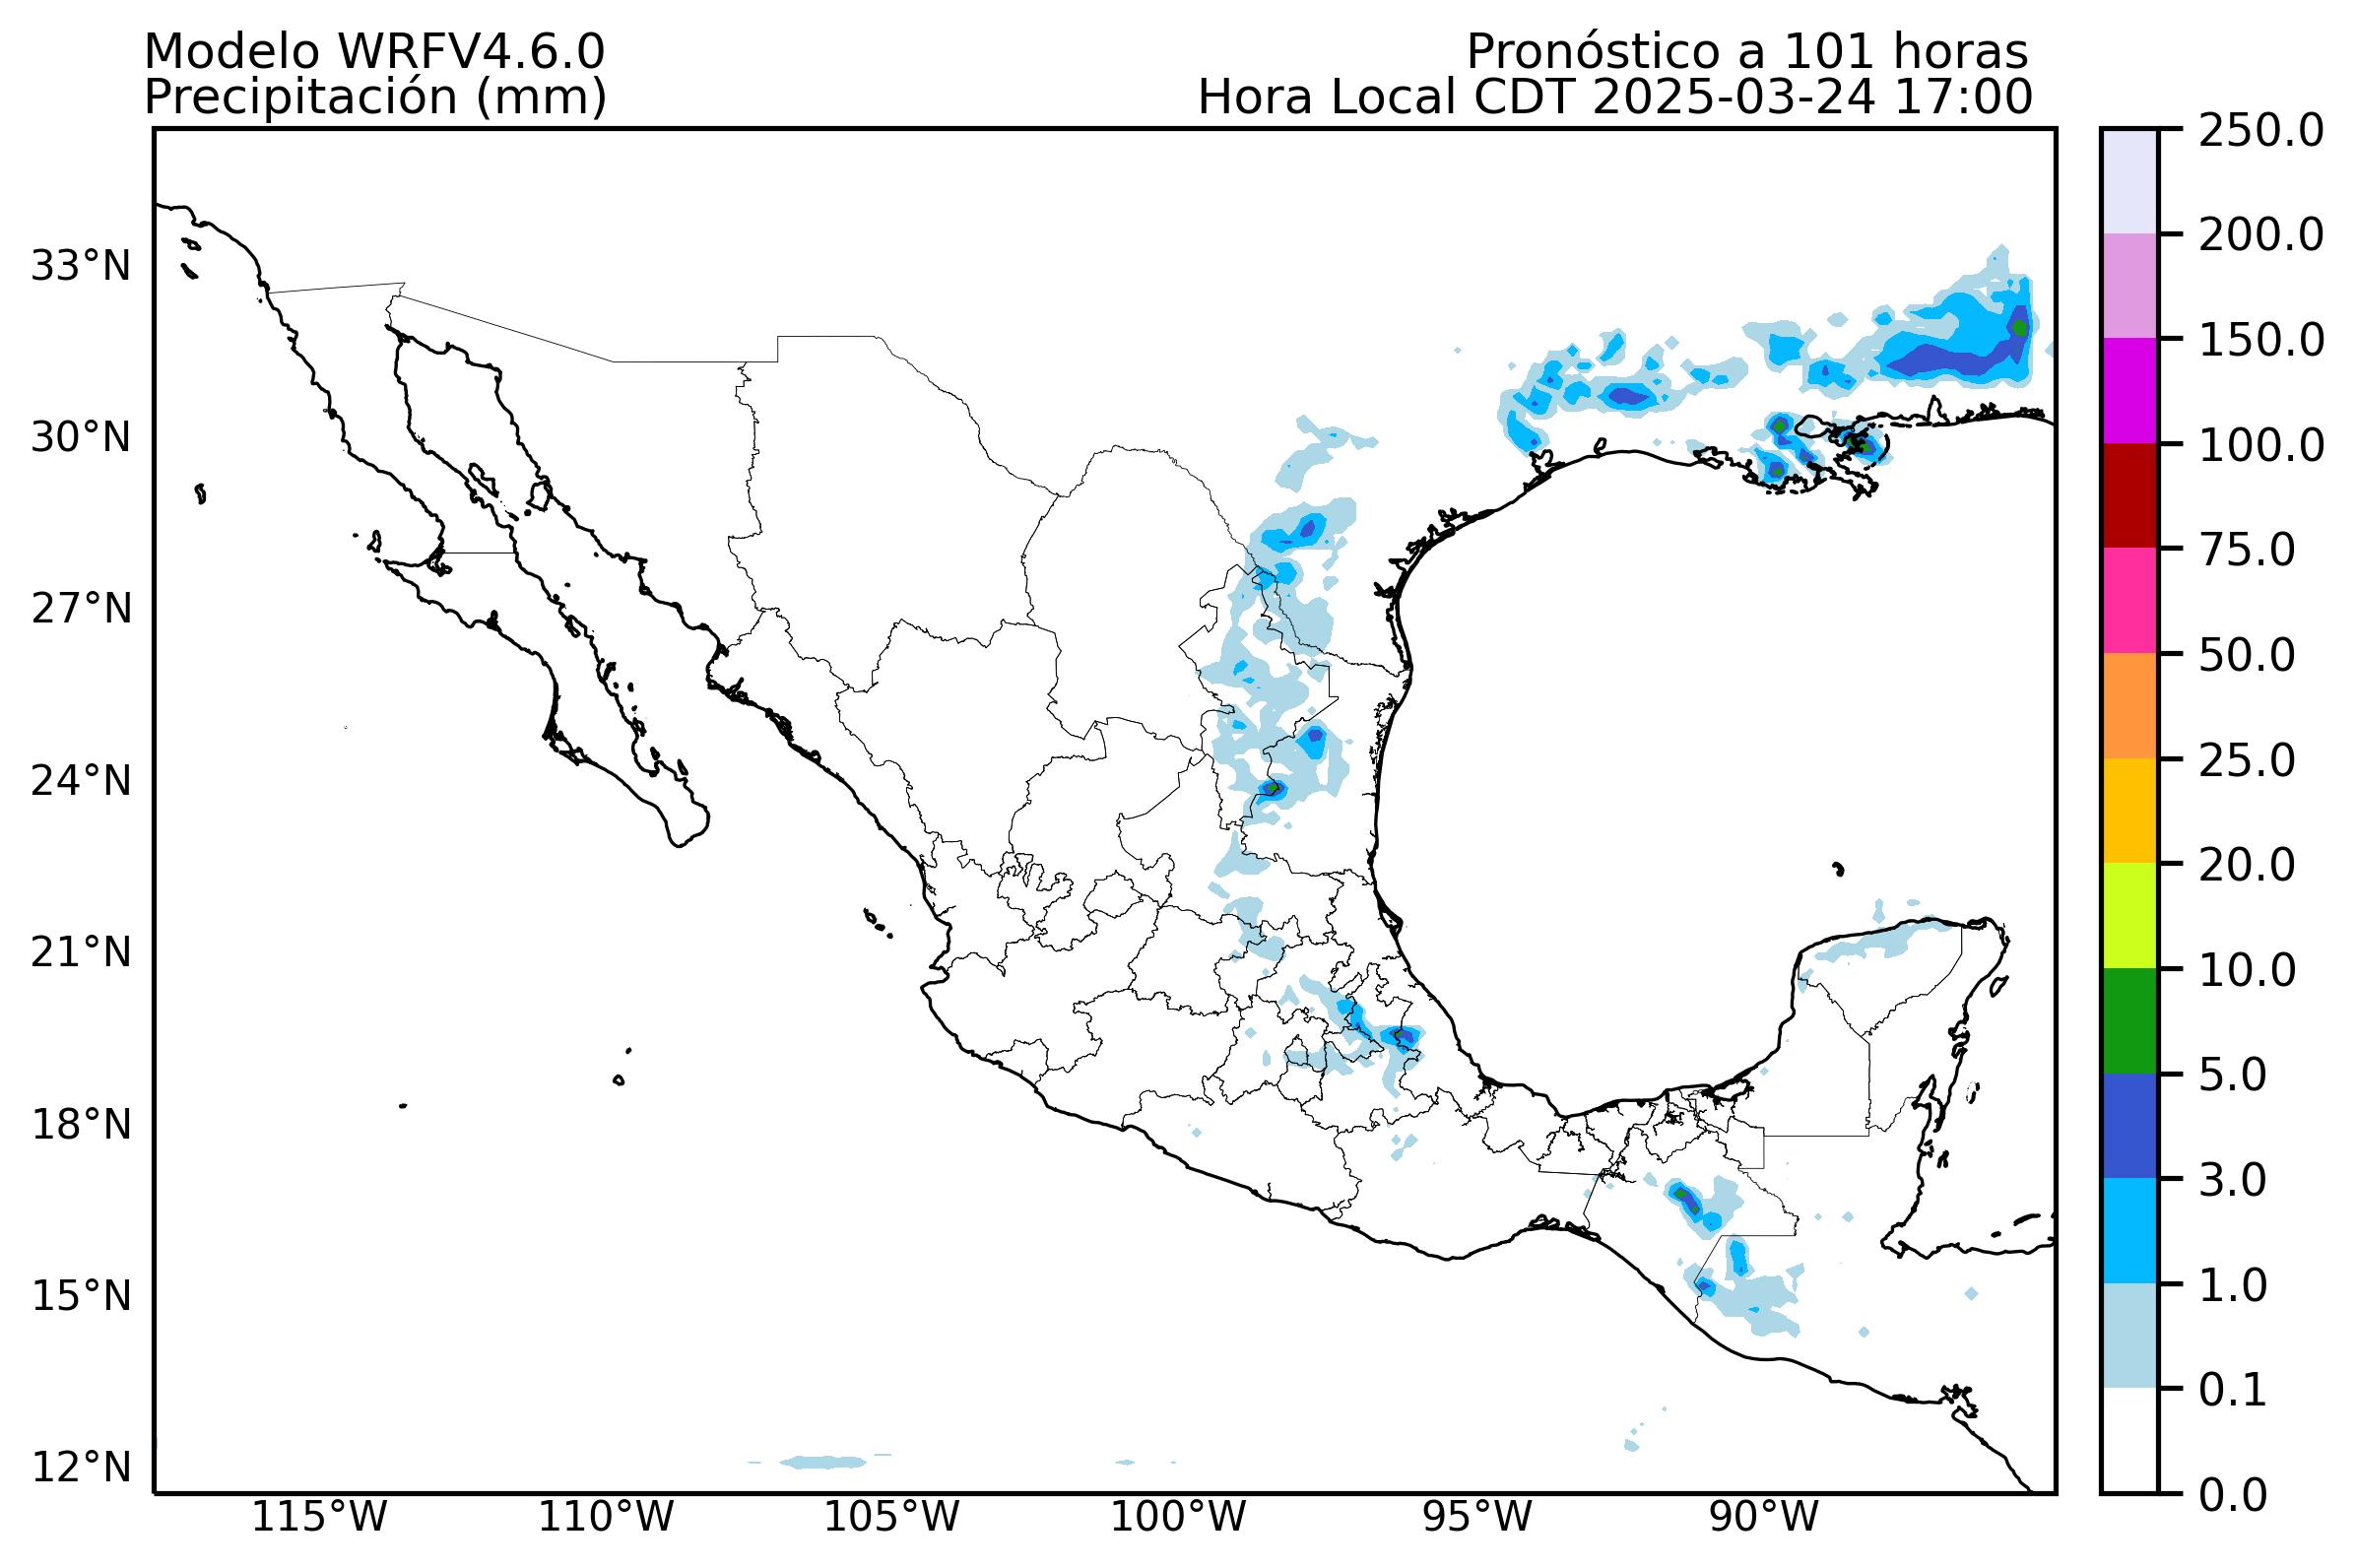 Modelo WRFV4.6.0
Precipitación (mm)
Pronóstico a 101 horas
Hora Local CDT 2025-03-24 17:00
33°N
30°N
27°N
24°N
21°N
18°N
15°N
12°N
115°W
110°W
105°W
100°W
95°W
90°W
250.0
200.0
150.0
100.0
75.0
50.0
25.0
20.0
10.0
5.0
3.0
1.0
0.1
0.0